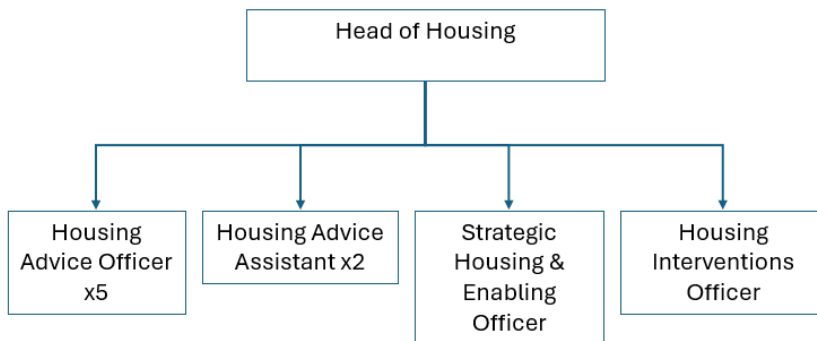 Head of Housing
Housing
Advice Officer
x5
Housing Advice
Assistant x2
Strategic
Housing &
Enabling
Officer
Housing
Interventions
Officer